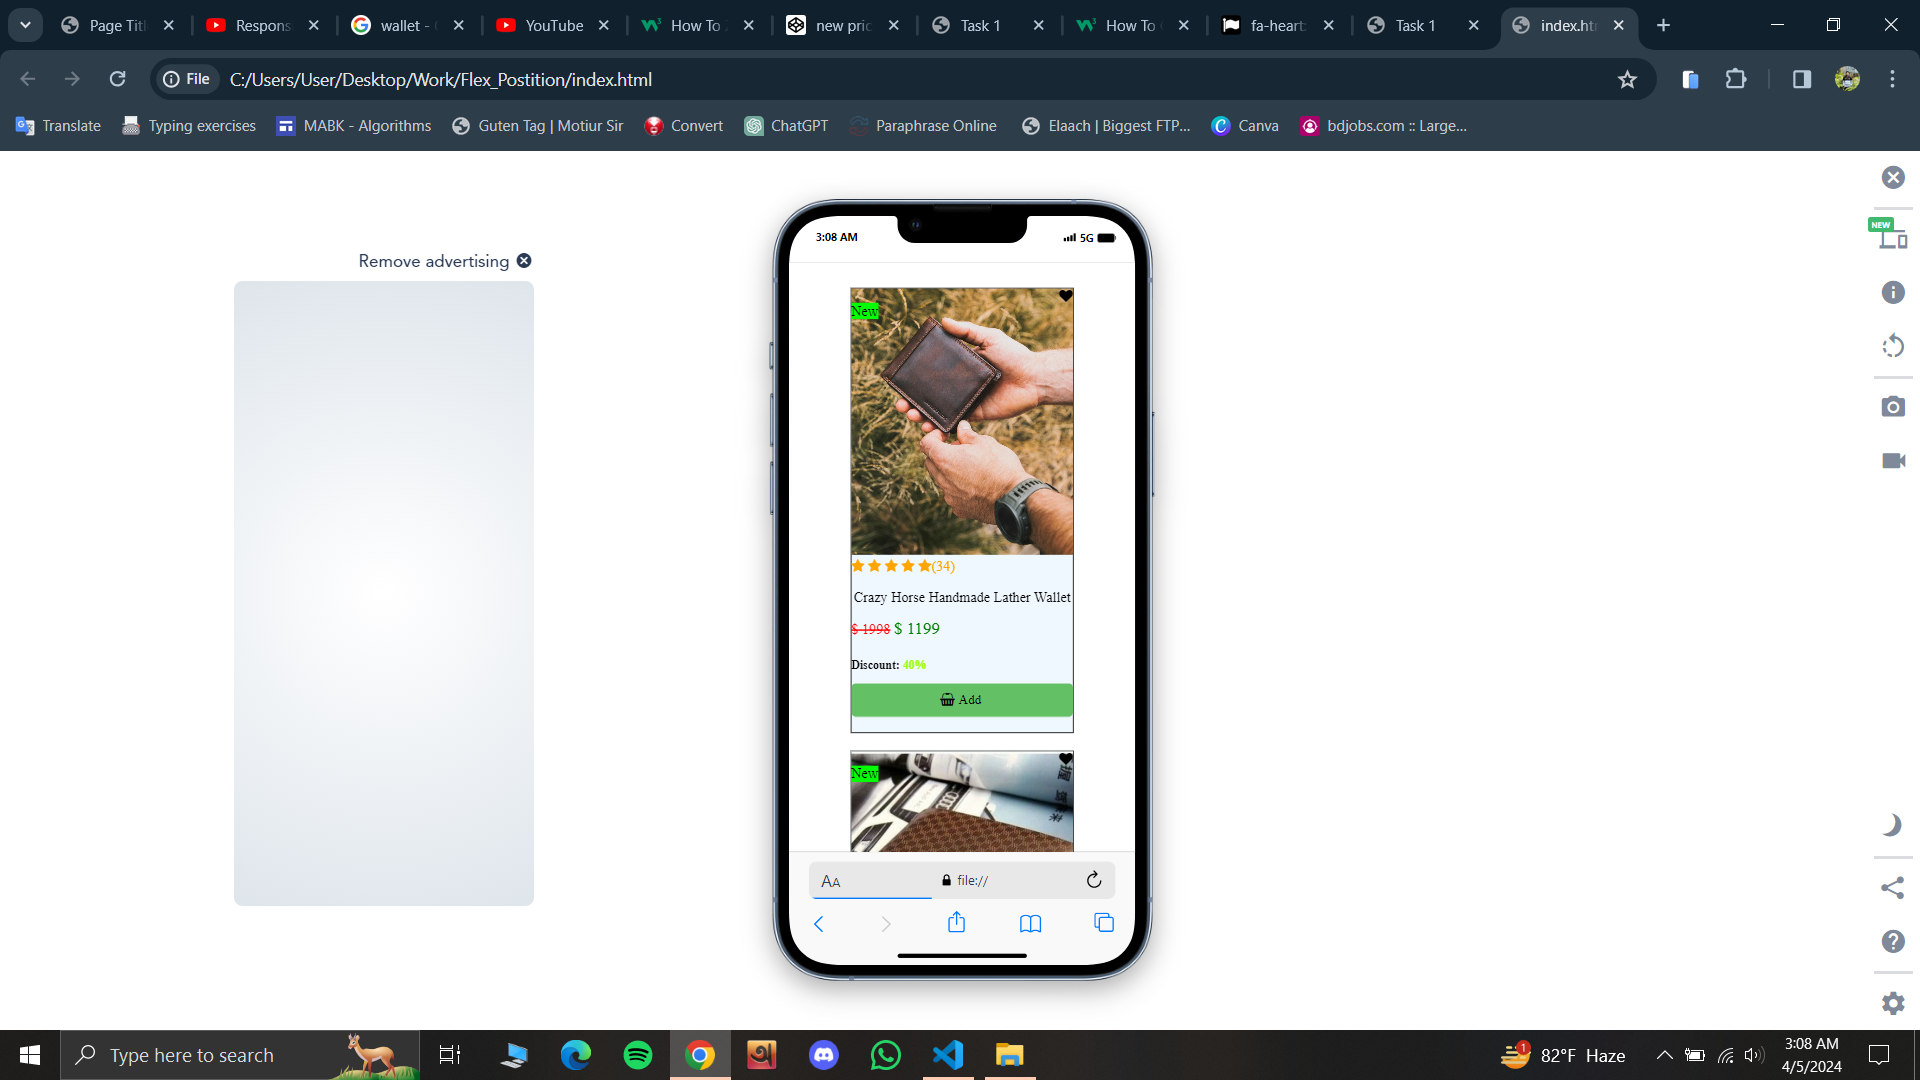 Page Titl
Respons
wallet - G
YouTube
How To
new pric
Task 1
How To
fa-heart:
Task 1
index.htm
File
C:/Users/User/Desktop/Work/Flex_Postition/index.html
Translate
Typing exercises
MABK - Algorithms
Guten Tag | Motiur Sir
Convert
ChatGPT
Paraphrase Online
Elaach | Biggest FTP...
Canva
bdjobs.com :: Large...
NEW
Remove advertising
3:08 AM
5G
New
(34)
Crazy Horse Handmade Lather Wallet
$ 1998 $ 1199
Discount: 40%
Add
New
AA
file://
Type here to search
1
82°F Haze
3:08 AM
4/5/2024